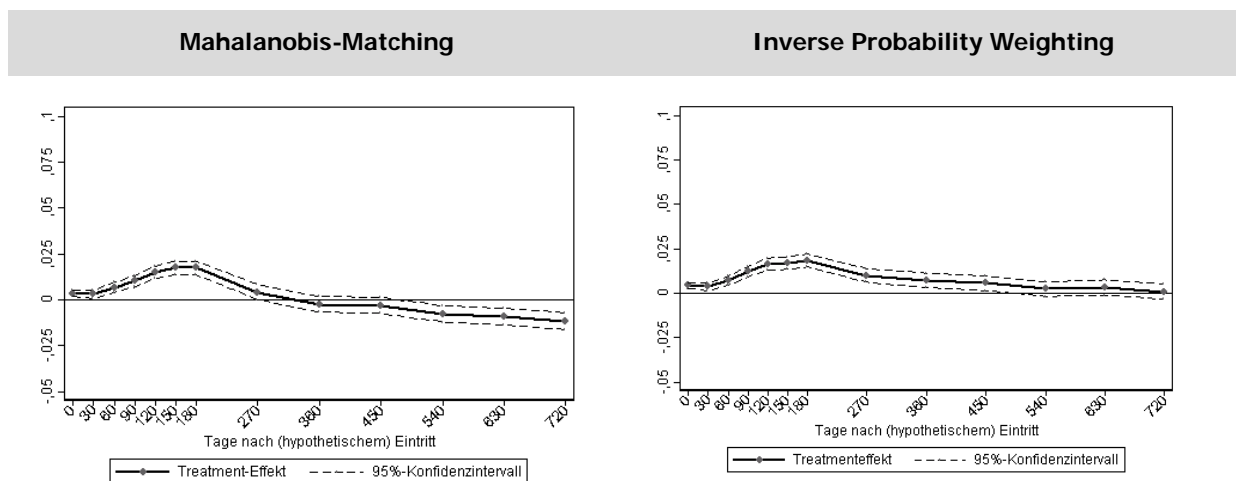 Mahalanobis-Matching
,1
,075
,05
,025
0
-,025
-,05
0 30 60 90 120 150 180 270 360 450 540 630 720
Tage nach (hypothetischem) Eintritt
Treatment-Effekt 95%-Konfidenzintervall
Inverse Probability Weighting
,1
,075
,05
,025
0
-,025
-,05
0 30 60 90 120 150 180 270 360 450 540 630 720
Tage nach (hypothetischem) Eintritt
Treatmenteffekt 95%-Konfidenzintervall